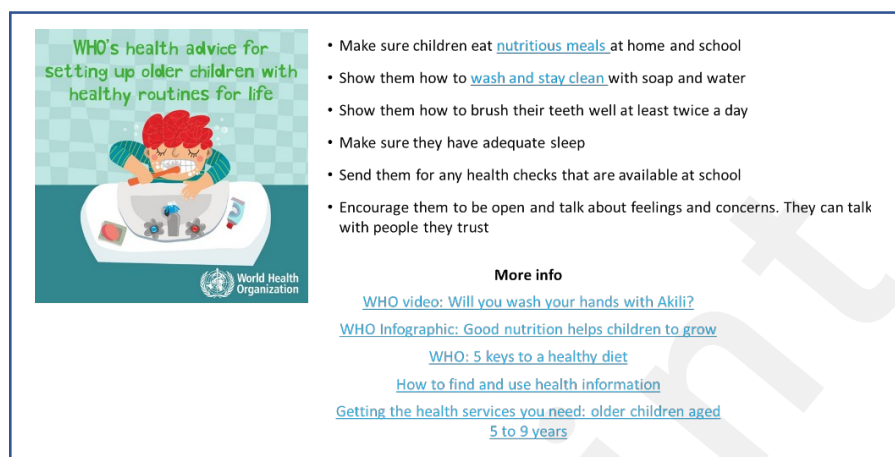 WHO's health advice for
setting up older children with
healthy routines for life
World Health
Organization
• Make sure children eat nutritious meals at home and school
• Show them how to wash and stay clean with soap and water
• Show them how to brush their teeth well at least twice a day
• Make sure they have adequate sleep
• Send them for any health checks that are available at school
• Encourage them to be open and talk about feelings and concerns. They can talk
with people they trust
More info
WHO video: Will you wash your hands with Akili?
WHO Infographic: Good nutrition helps children to grow
WHO: 5 keys to a healthy diet
How to find and use health information
Getting the health services you need: older children aged
5 to 9 years